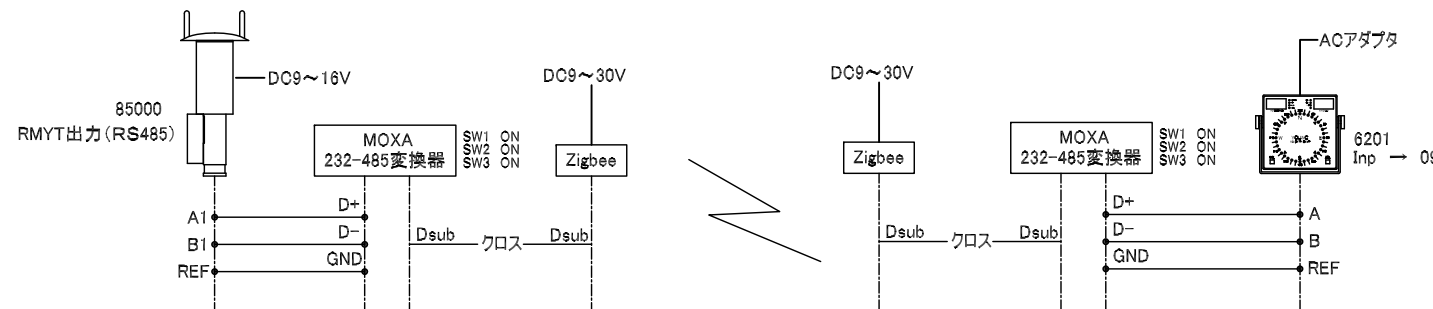 DC9～16V
85000
RMYT出力(RS485)
MOXA
232-485変換器
SW1 ON
SW2 ON
SW3 ON
DC9～30V
Zigbee
A1
D+
B1
D-
REF
GND
Dsub
クロス
Dsub
DC9～30V
Zigbee
MOXA
232-485変換器
SW1 ON
SW2 ON
SW3 ON
ACアダプタ
6201
Inp → 09
Dsub
クロス
Dsub
D+
A
D-
B
GND
REF